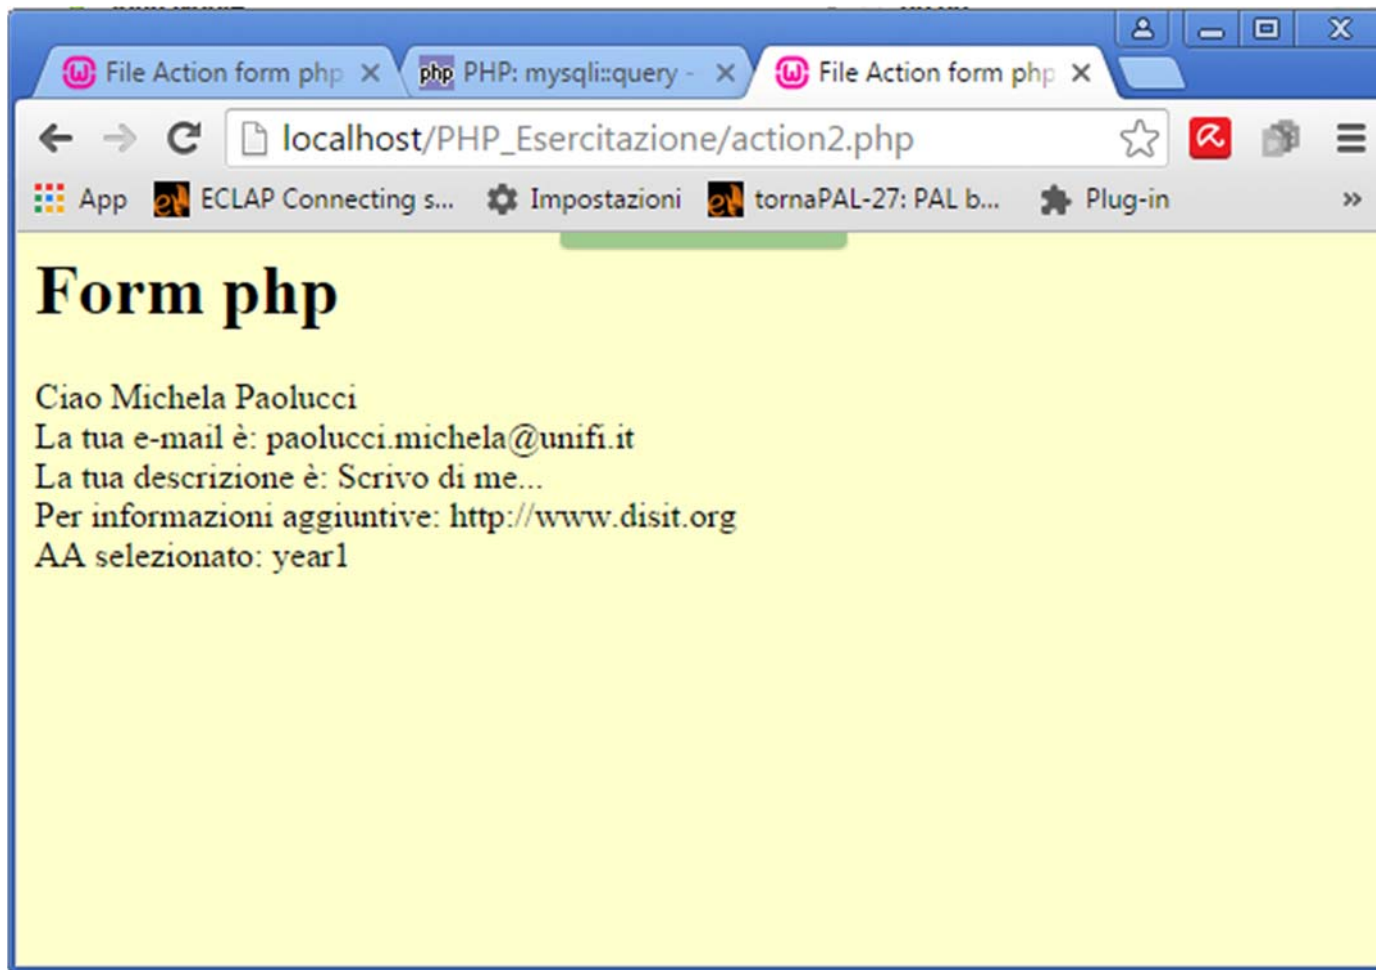 File Action form php
php PHP: mysqli::query -
File Action form php
localhost/PHP_Esercitazione/action2.php
App ECLAP Connecting s... Impostazioni tornaPAL-27: PAL b... Plug-in »
Form php
Ciao Michela Paolucci
La tua e-mail è: paolucci.michela@unifi.it
La tua descrizione è: Scrivo di me...
Per informazioni aggiuntive: http://www.disit.org
AA selezionato: year1